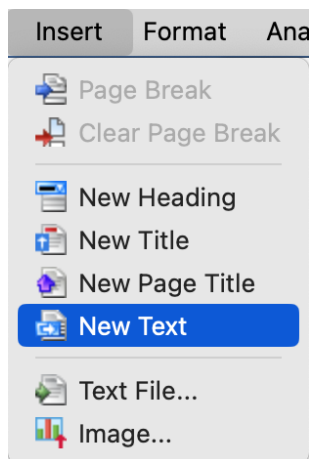 Insert Format Ana
Page Break
Clear Page Break
New Heading
New Title
New Page Title
New Text
Text File...
Image...